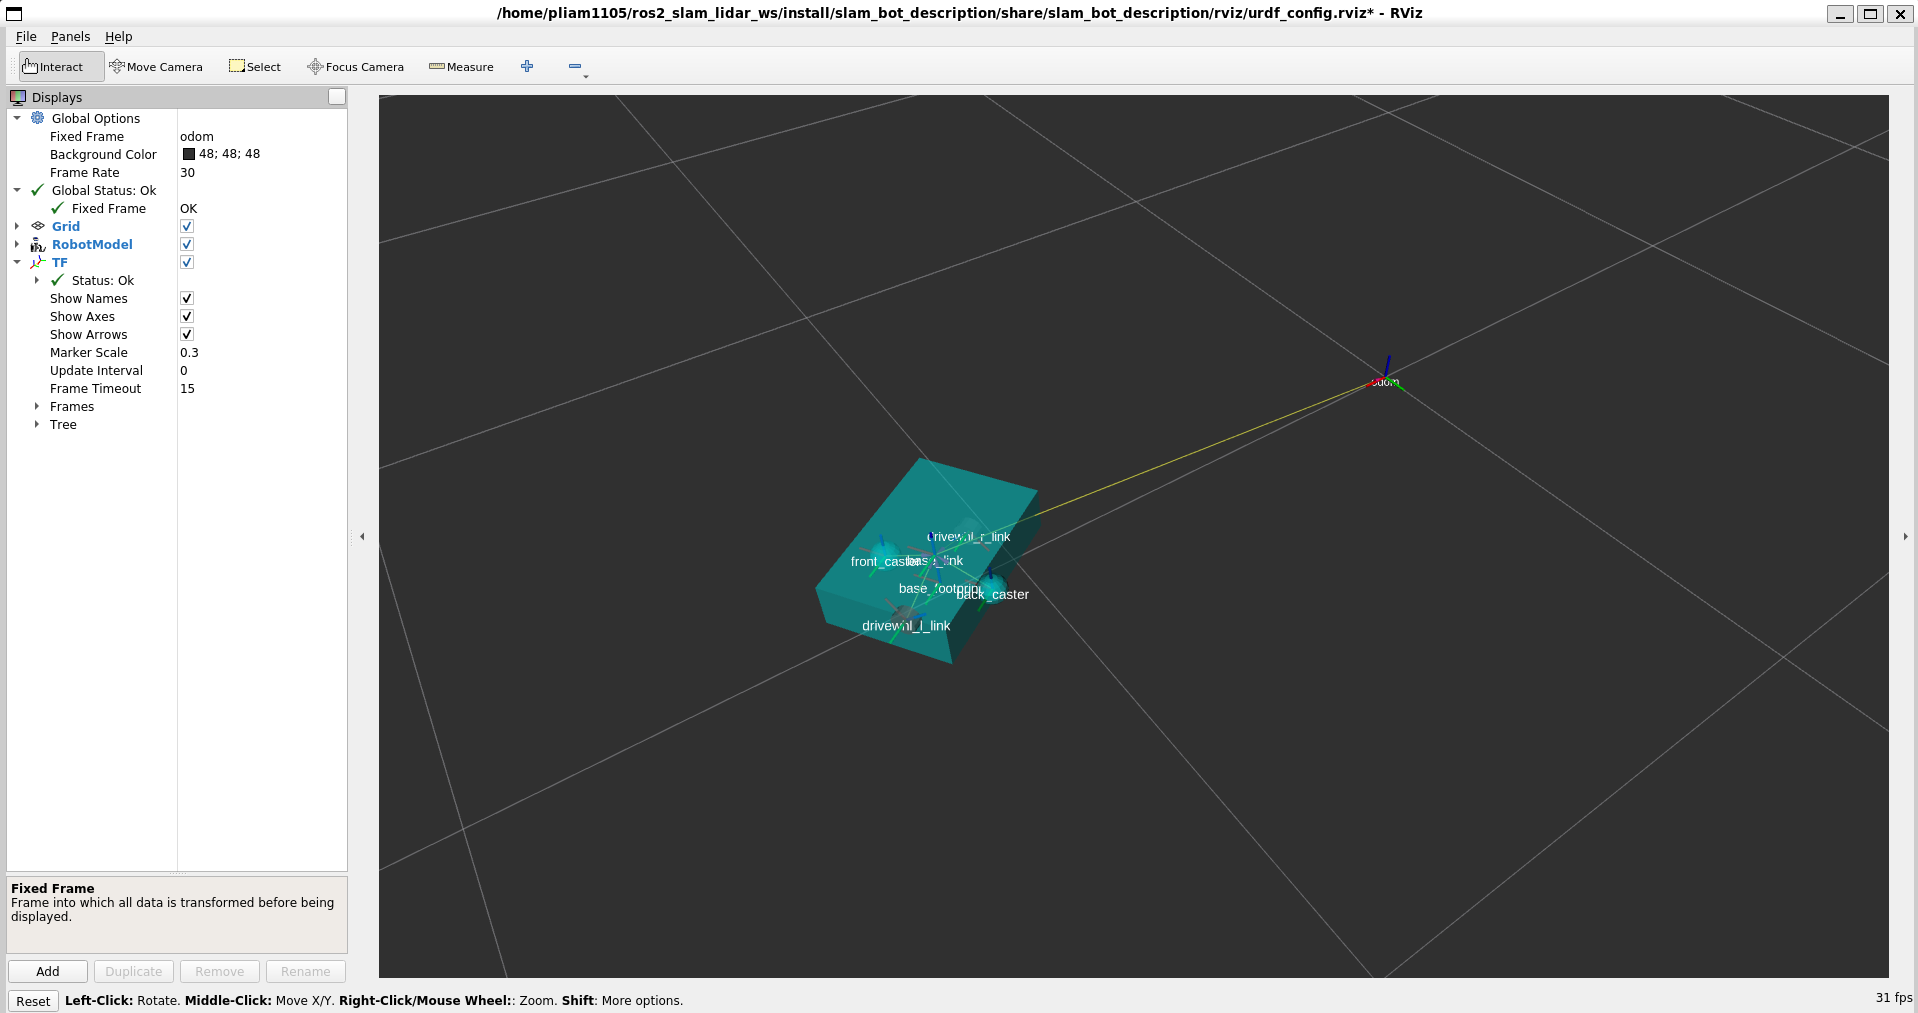 /home/pliam1105/ros2_slam_lidar_ws/install/slam_bot_description/share/slam_bot_description/rviz/urdf_config.rviz* - RViz
File Panels Help
Interact Move Camera Select Focus Camera Measure
Displays
Global Options
Fixed Frame odom
Background Color 48; 48; 48
Frame Rate 30
Global Status: Ok
Fixed Frame OK
Grid
RobotModel
TF
Status: Ok
Show Names
Show Axes
Show Arrows
Marker Scale 0.3
Update Interval 0
Frame Timeout 15
Frames
Tree
odom
drivewhl_r_link
front_caster base_link
base_footprint
back_caster
drivewhl_l_link
Fixed Frame
Frame into which all data is transformed before being
displayed.
Add Duplicate Remove Rename
Reset Left-Click: Rotate. Middle-Click: Move X/Y. Right-Click/Mouse Wheel:: Zoom. Shift: More options. 31 fps